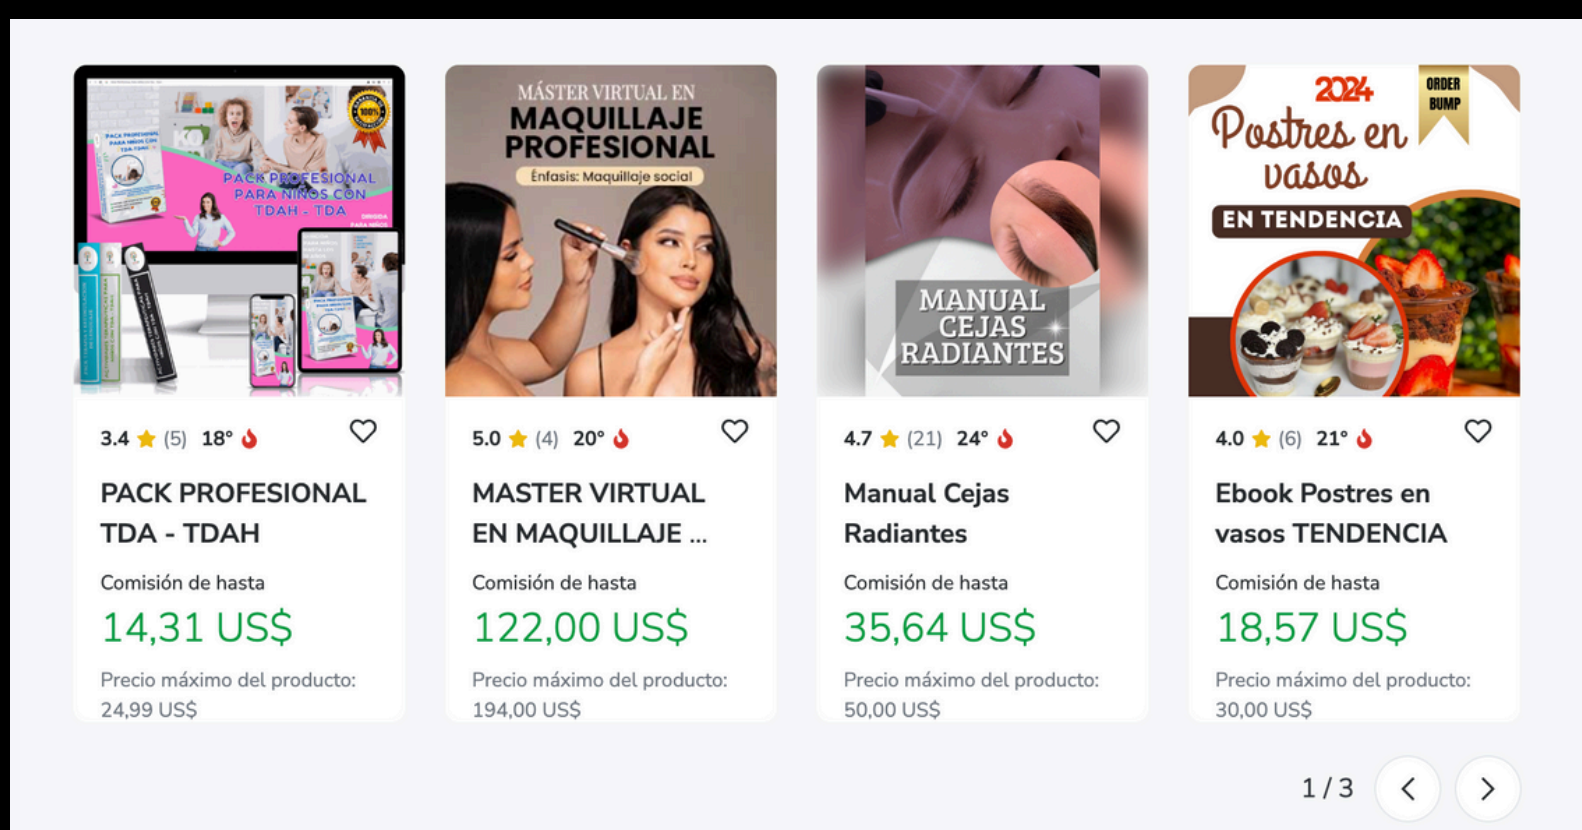 PACK PROFESIONAL
PARA NIÑOS CON
TDAH - TDA
100%
MÁSTER VIRTUAL EN
MAQUILLAJE
PROFESIONAL
Énfasis: Maquillaje social
MANUAL
CEJAS
RADIANTES
2024
ORDER
BUMP
Postres en
vasos
EN TENDENCIA
3.4 (5) 18°
PACK PROFESIONAL
TDA - TDAH
Comisión de hasta
14,31 US$
Precio máximo del producto:
24,99 US$
5.0 (4) 20°
MASTER VIRTUAL
EN MAQUILLAJE ...
Comisión de hasta
122,00 US$
Precio máximo del producto:
194,00 US$
4.7 (21) 24°
Manual Cejas
Radiantes
Comisión de hasta
35,64 US$
Precio máximo del producto:
50,00 US$
4.0 (6) 21°
Ebook Postres en
vasos TENDENCIA
Comisión de hasta
18,57 US$
Precio máximo del producto:
30,00 US$
1 / 3